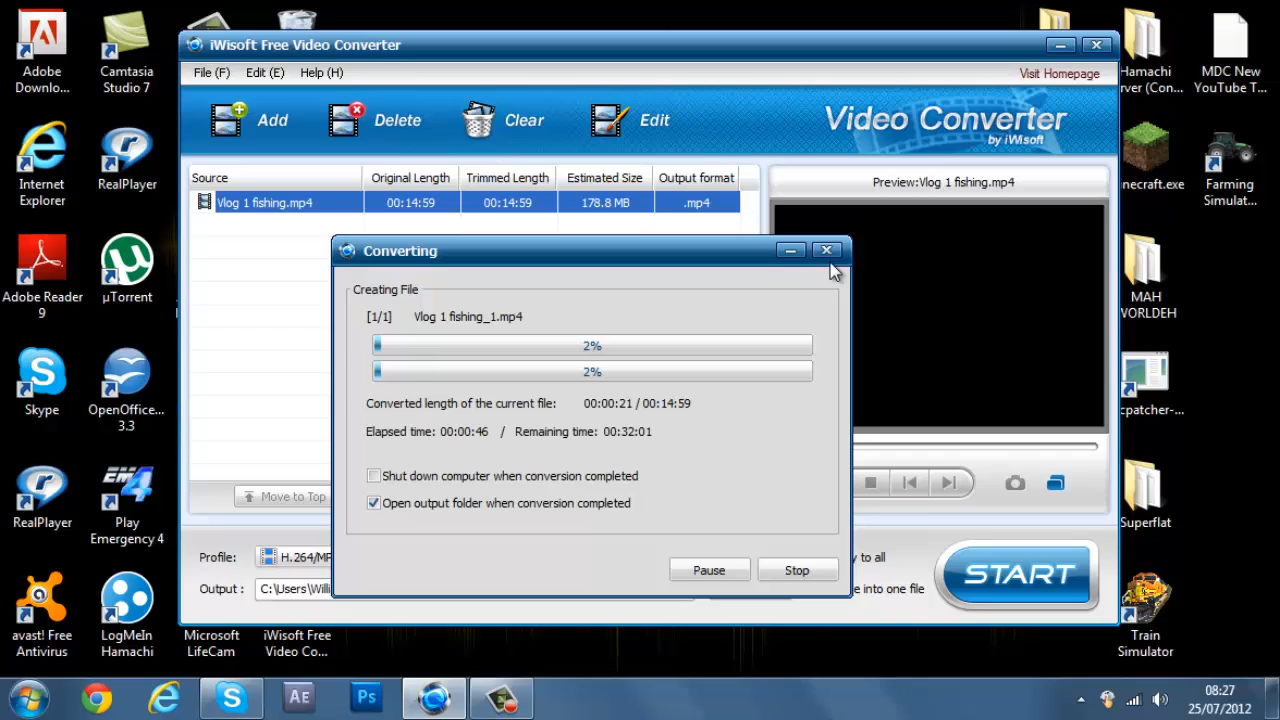 Adobe
Downlo...
Camtasia
Studio 7
Internet
Explorer
RealPlayer
Adobe Reader
9
µTorrent
Skype
OpenOffice...
3.3
RealPlayer
Play
Emergency 4
avast! Free
Antivirus
LogMeIn
Hamachi
Microsoft
LifeCam
iWisoft Free
Video Co...
iWisoft Free Video Converter
File (F) Edit (E) Help (H)
Visit Homepage
Add Delete Clear Edit
Video Converter
by iWisoft
Source Original Length Trimmed Length Estimated Size Output format
Vlog 1 fishing.mp4 00:14:59 00:14:59 178.8 MB .mp4
Preview:Vlog 1 fishing.mp4
Converting
Creating File
[1/1] Vlog 1 fishing_1.mp4
2%
2%
Converted length of the current file: 00:00:21 / 00:14:59
Elapsed time: 00:00:46 / Remaining time: 00:32:01
Shut down computer when conversion completed
Open output folder when conversion completed
Pause Stop
Move to Top
Profile: H.264/MP
Output : C:\Users\Willi
y to all
e into one file
START
Hamachi
rver (Con...
MDC New
YouTube T...
inecraft.exe
Farming
Simulat...
MAH
WORLDEH
cpatcher-...
Superflat
Train
Simulator
EM4
AE
Ps
08:27
25/07/2012